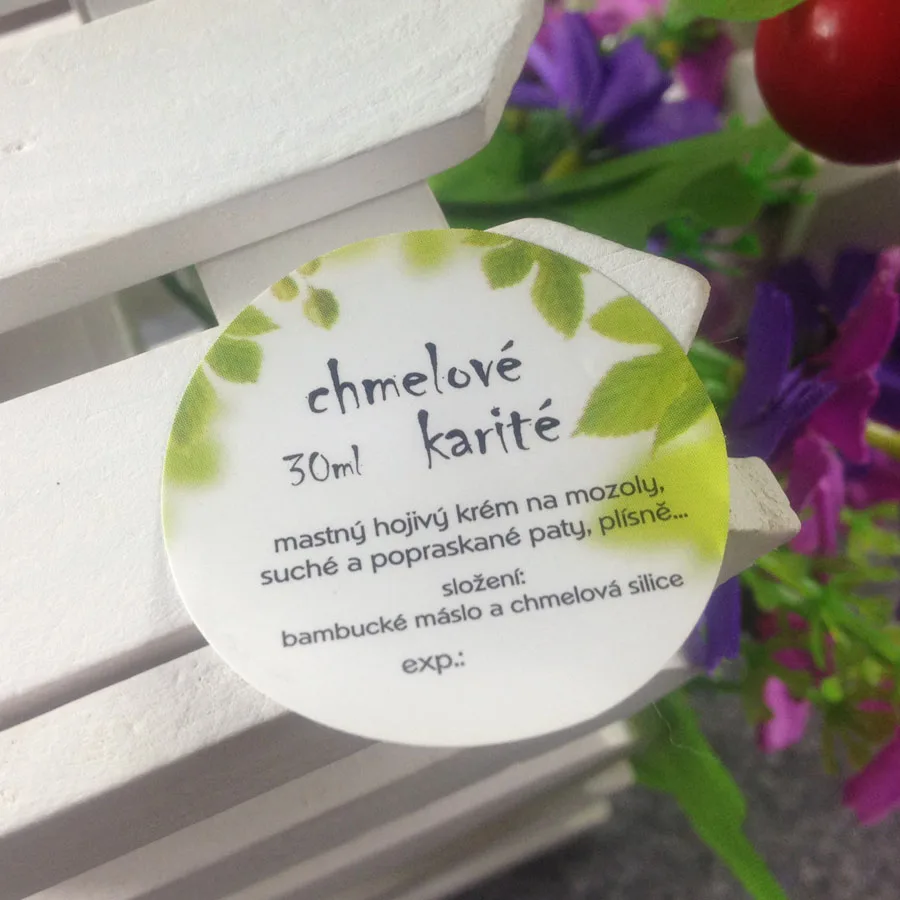 chmelové
30ml karité
mastný hojivý krém na mozoly,
suché a popraskané paty, plísně...
složení:
bambucké máslo a chmelová silice
exp.: